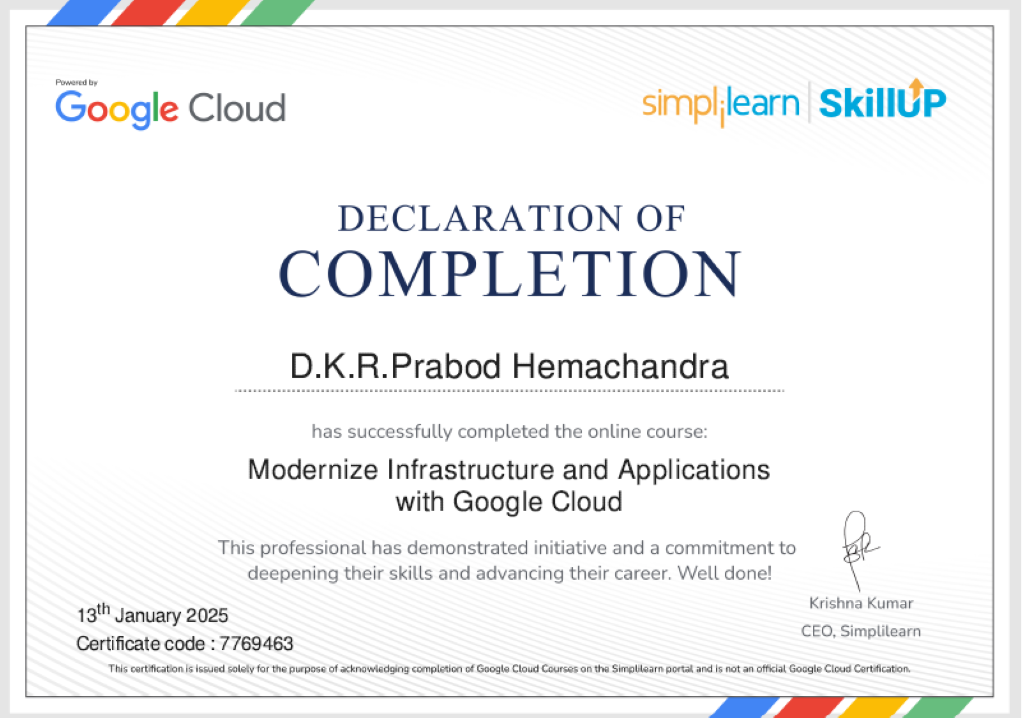 Powered by
Google Cloud
simplilearn | SkillUP
DECLARATION OF
COMPLETION
D.K.R.Prabod Hemachandra
has successfully completed the online course:
Modernize Infrastructure and Applications
with Google Cloud
This professional has demonstrated initiative and a commitment to
deepening their skills and advancing their career. Well done!
Krishna Kumar
CEO, Simplilearn
13th January 2025
Certificate code : 7769463
This certification is issued solely for the purpose of acknowledging completion of Google Cloud Courses on the Simplilearn portal and is not an official Google Cloud Certification.